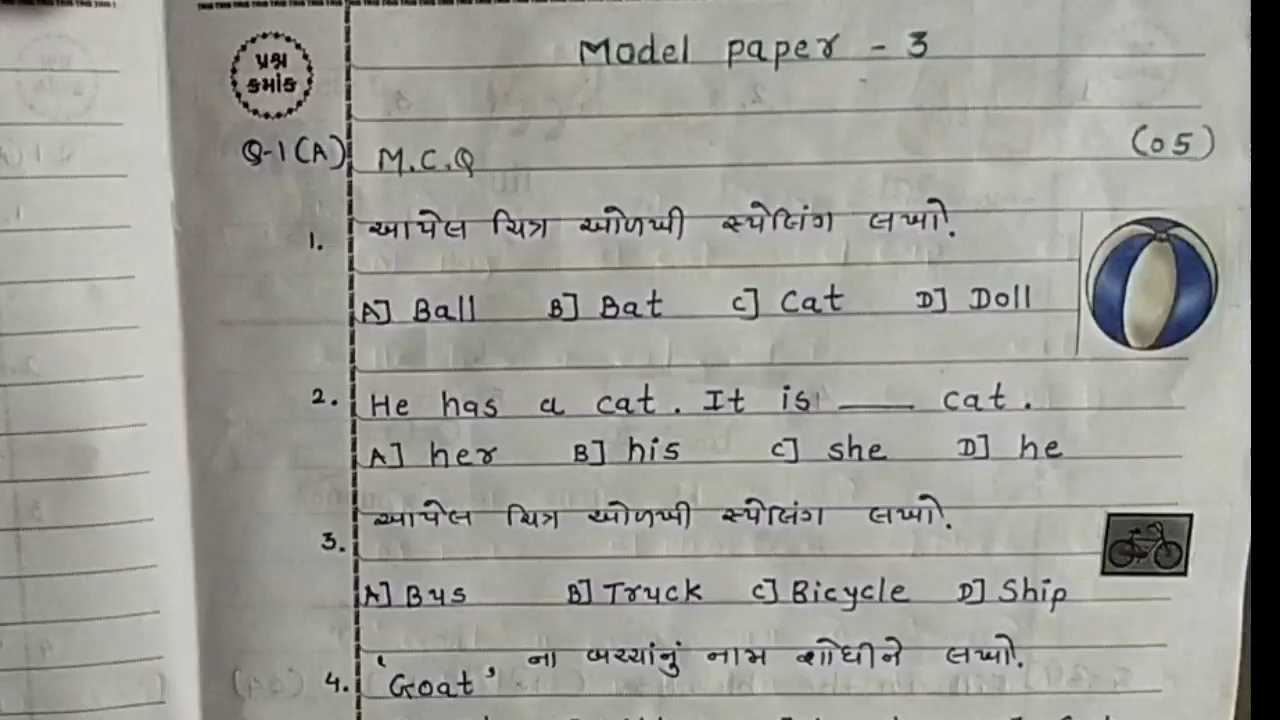 Model paper - 3
પ્રશ્ન
ક્રમાંક
Q-1(A) M.C.Q (05)
1. આપેલ ચિત્ર ઓળખી સ્પેલિંગ લખો.
A] Ball B] Bat C] Cat D] Doll
2. He has a cat. It is ___ cat.
A] her B] his C] she D] he
3. આપેલ ચિત્ર ઓળખી સ્પેલિંગ લખો.
A] Bus B] Truck C] Bicycle D] Ship
4. 'Goat' ના બચ્ચાંનું નામ શોધીને લખો.